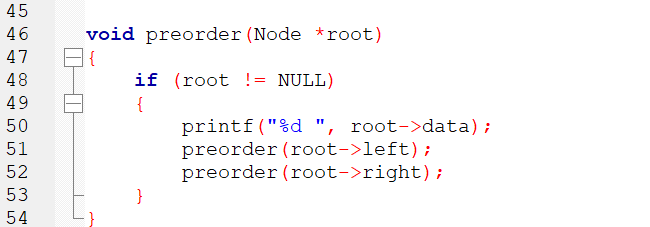 45
46 void preorder(Node *root)
47 {
48 if (root != NULL)
49 {
50 printf("%d ", root->data);
51 preorder(root->left);
52 preorder(root->right);
53 }
54 }